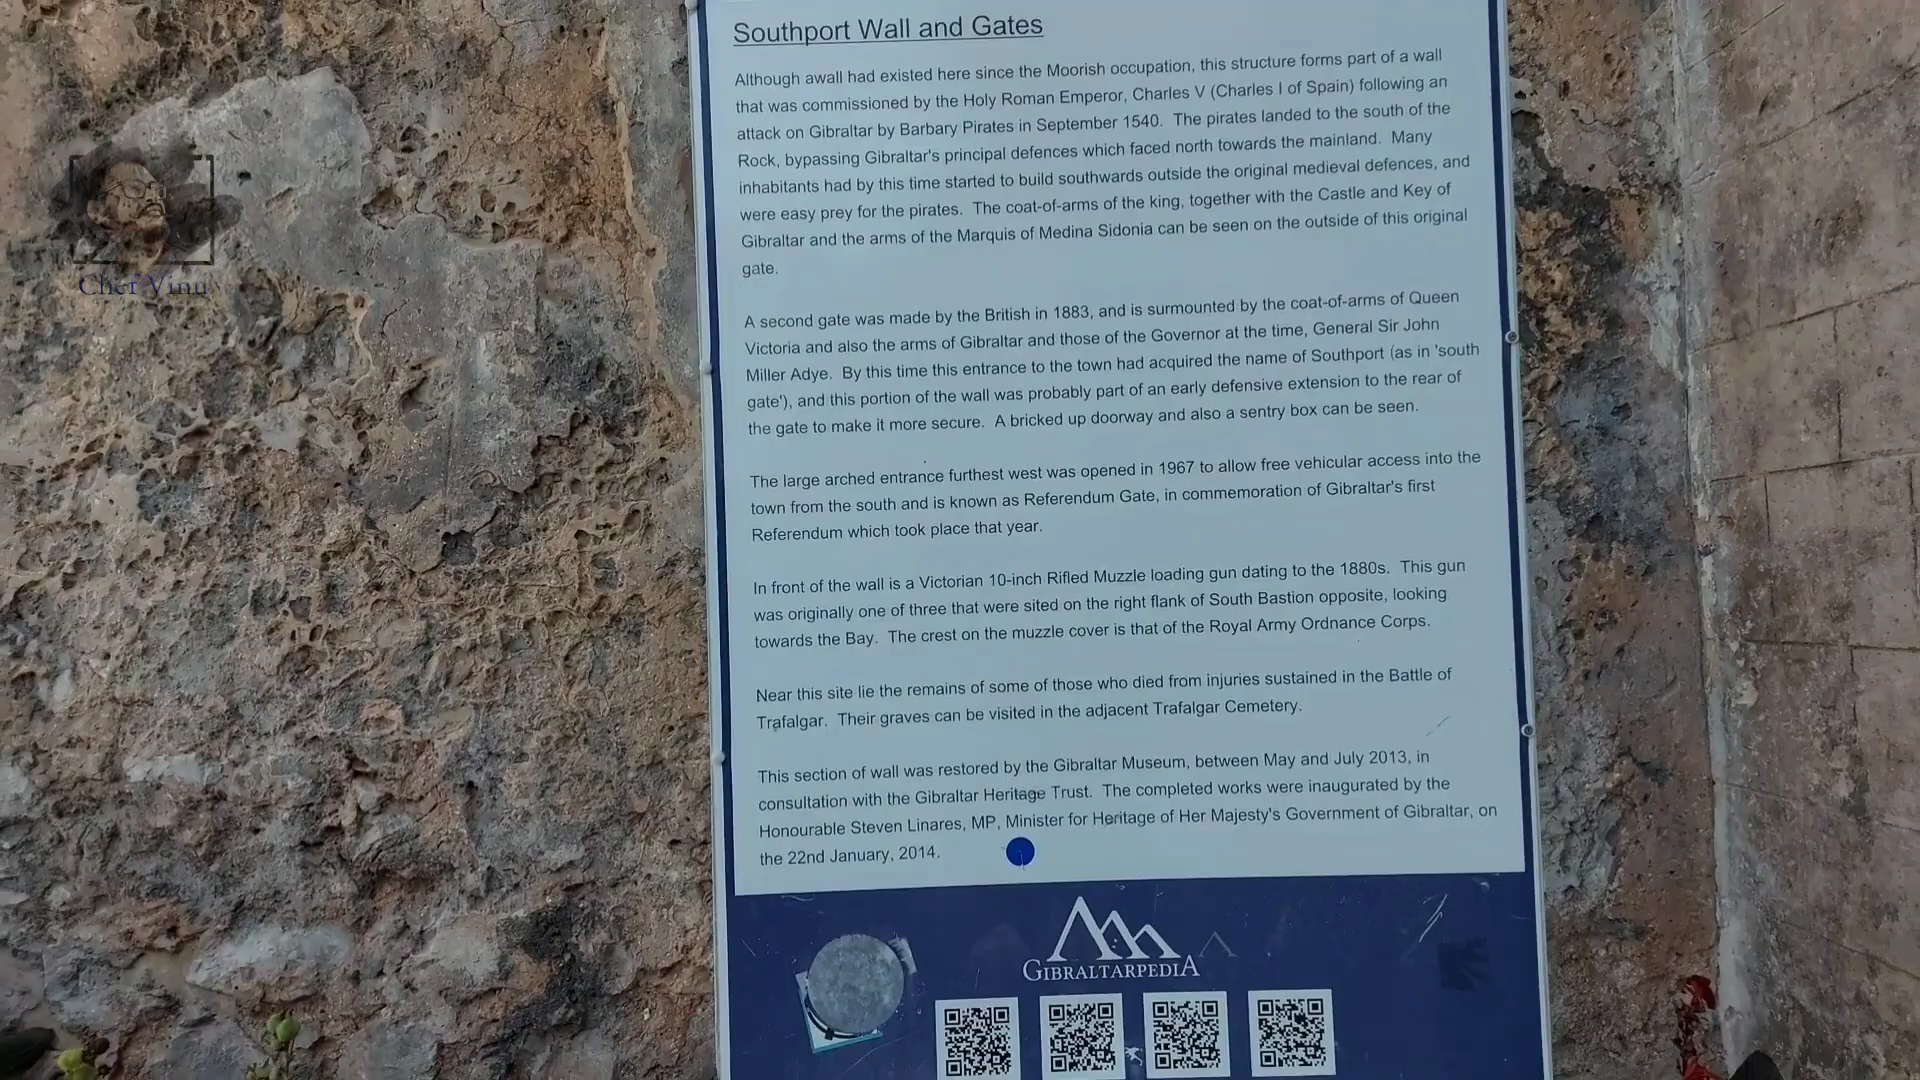 Southport Wall and Gates
Although awall had existed here since the Moorish occupation, this structure forms part of a wall
that was commissioned by the Holy Roman Emperor, Charles V (Charles I of Spain) following an
attack on Gibraltar by Barbary Pirates in September 1540. The pirates landed to the south of the
Rock, bypassing Gibraltar's principal defences which faced north towards the mainland. Many
inhabitants had by this time started to build southwards outside the original medieval defences, and
were easy prey for the pirates. The coat-of-arms of the king, together with the Castle and Key of
Gibraltar and the arms of the Marquis of Medina Sidonia can be seen on the outside of this original
gate.
A second gate was made by the British in 1883, and is surmounted by the coat-of-arms of Queen
Victoria and also the arms of Gibraltar and those of the Governor at the time, General Sir John
Miller Adye. By this time this entrance to the town had acquired the name of Southport (as in 'south
gate'), and this portion of the wall was probably part of an early defensive extension to the rear of
the gate to make it more secure. A bricked up doorway and also a sentry box can be seen.
The large arched entrance furthest west was opened in 1967 to allow free vehicular access into the
town from the south and is known as Referendum Gate, in commemoration of Gibraltar's first
Referendum which took place that year.
In front of the wall is a Victorian 10-inch Rifled Muzzle loading gun dating to the 1880s. This gun
was originally one of three that were sited on the right flank of South Bastion opposite, looking
towards the Bay. The crest on the muzzle cover is that of the Royal Army Ordnance Corps.
Near this site lie the remains of some of those who died from injuries sustained in the Battle of
Trafalgar. Their graves can be visited in the adjacent Trafalgar Cemetery.
This section of wall was restored by the Gibraltar Museum, between May and July 2013, in
consultation with the Gibraltar Heritage Trust. The completed works were inaugurated by the
Honourable Steven Linares, MP, Minister for Heritage of Her Majesty's Government of Gibraltar, on
the 22nd January, 2014.
GIBRALTARPEDIA
Chef Vinu